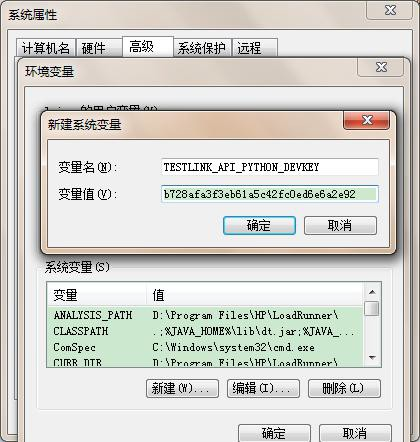 系统属性
计算机名 硬件 高级 系统保护 远程
环境变量
的用户变量(U)
新建系统变量
变量名(N): TESTLINK_API_PYTHON_DEVKEY
变量值(V): b728afa3f3eb61a5c42fc0ed6e6a2e92
确定 取消
系统变量(S)
变量 值
ANALYSIS_PATH D:\Program Files\HP\LoadRunner\
CLASSPATH .;%JAVA_HOME%\lib\dt.jar;%JAVA_...
ComSpec C:\Windows\system32\cmd.exe
D:\Program Files\HP\LoadRunner\
新建(W)... 编辑(I)... 删除(L)
确定 取消